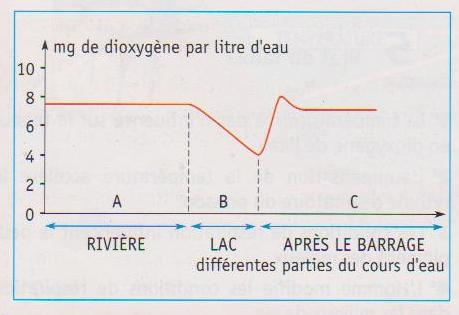 mg de dioxygène par litre d'eau
10
8
6
4
2
0
A B C
RIVIÈRE LAC APRÈS LE BARRAGE
différentes parties du cours d'eau